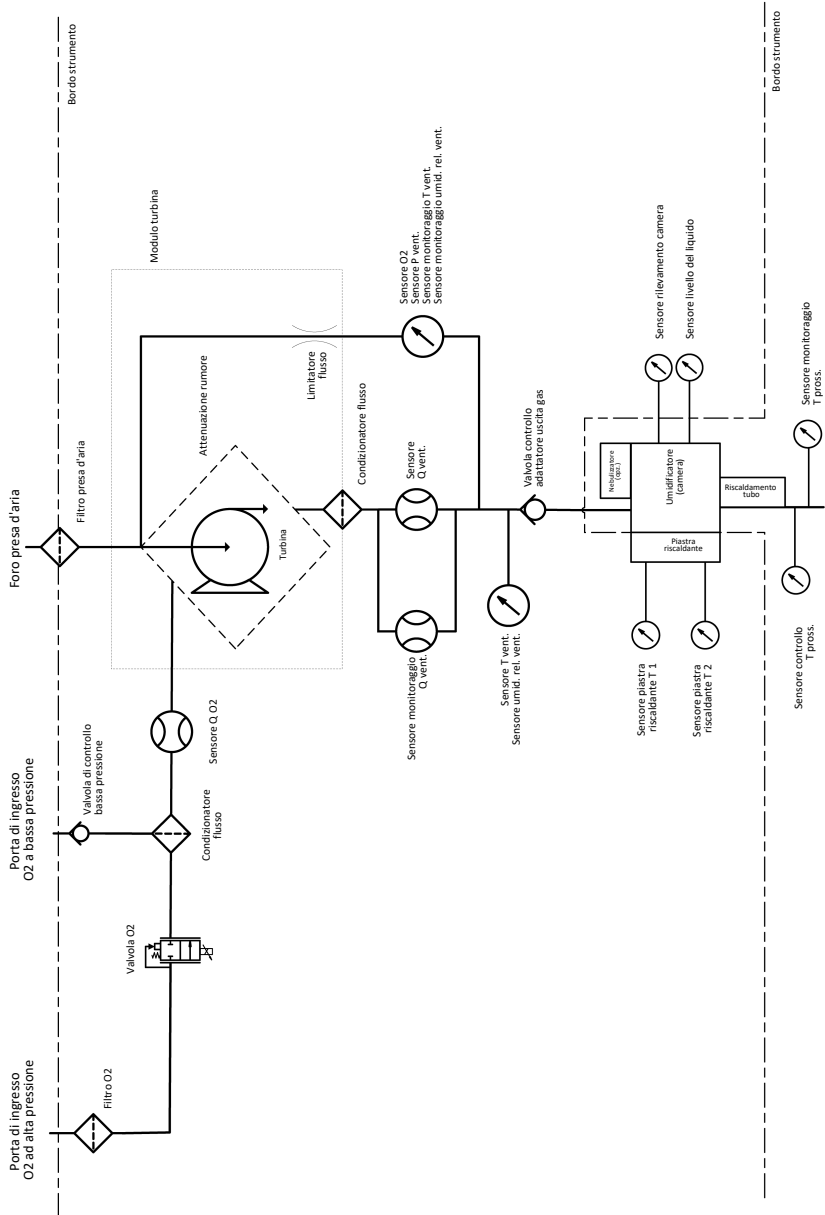 Porta di ingresso
O2 ad alta pressione
Filtro O2
Valvola O2
Porta di ingresso
O2 a bassa pressione
Valvola di controllo
bassa pressione
Condizionatore
flusso
Sensore Q O2
Foro presa d'aria
Filtro presa d'aria
Bordo strumento
Modulo turbina
Attenuazione rumore
Turbina
Limitatore
flusso
Condizionatore flusso
Sensore
Q vent.
Sensore monitoraggio
Q vent.
Sensore O2
Sensore P vent.
Sensore monitoraggio T vent.
Sensore monitoraggio umid. rel. vent.
Sensore T vent.
Sensore umid. rel. vent.
Valvola controllo
adattatore uscita gas
Nebulizzatore
(opz.)
Umidificatore
(camera)
Piastra
riscaldante
Riscaldamento
tubo
Sensore rilevamento camera
Sensore livello del liquido
Sensore piastra
riscaldante T 1
Sensore piastra
riscaldante T 2
Sensore controllo
T pross.
Sensore monitoraggio
T pross.
Bordo strumento